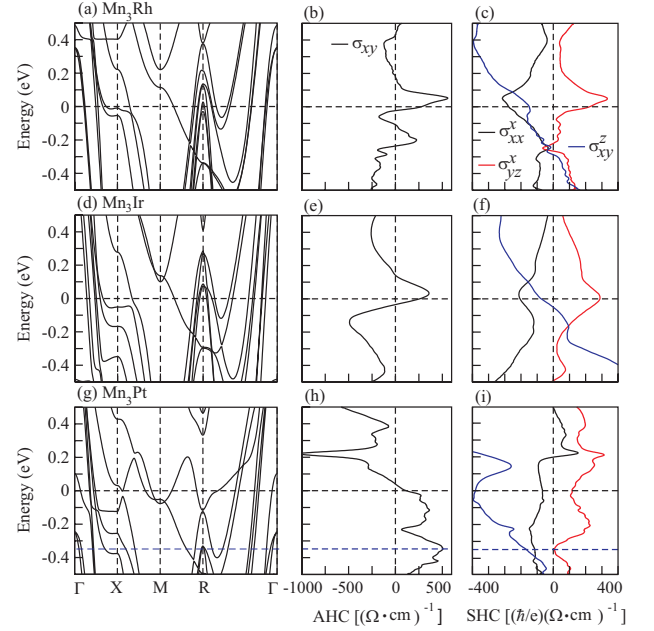 (a) Mn₃Rh
(b)
(c)
Energy (eV)
0.4
0.2
0
-0.2
-0.4
σxy
σˣxx
σᶻxy
σˣyz
(d) Mn₃Ir
(e)
(f)
Energy (eV)
0.4
0.2
0
-0.2
-0.4
(g) Mn₃Pt
(h)
(i)
Energy (eV)
0.4
0.2
0
-0.2
-0.4
Γ X M R Γ
-1000 -500 0 500
-400 0 400
AHC [(Ω·cm)⁻¹
SHC [(ħ/e)(Ω·cm)⁻¹